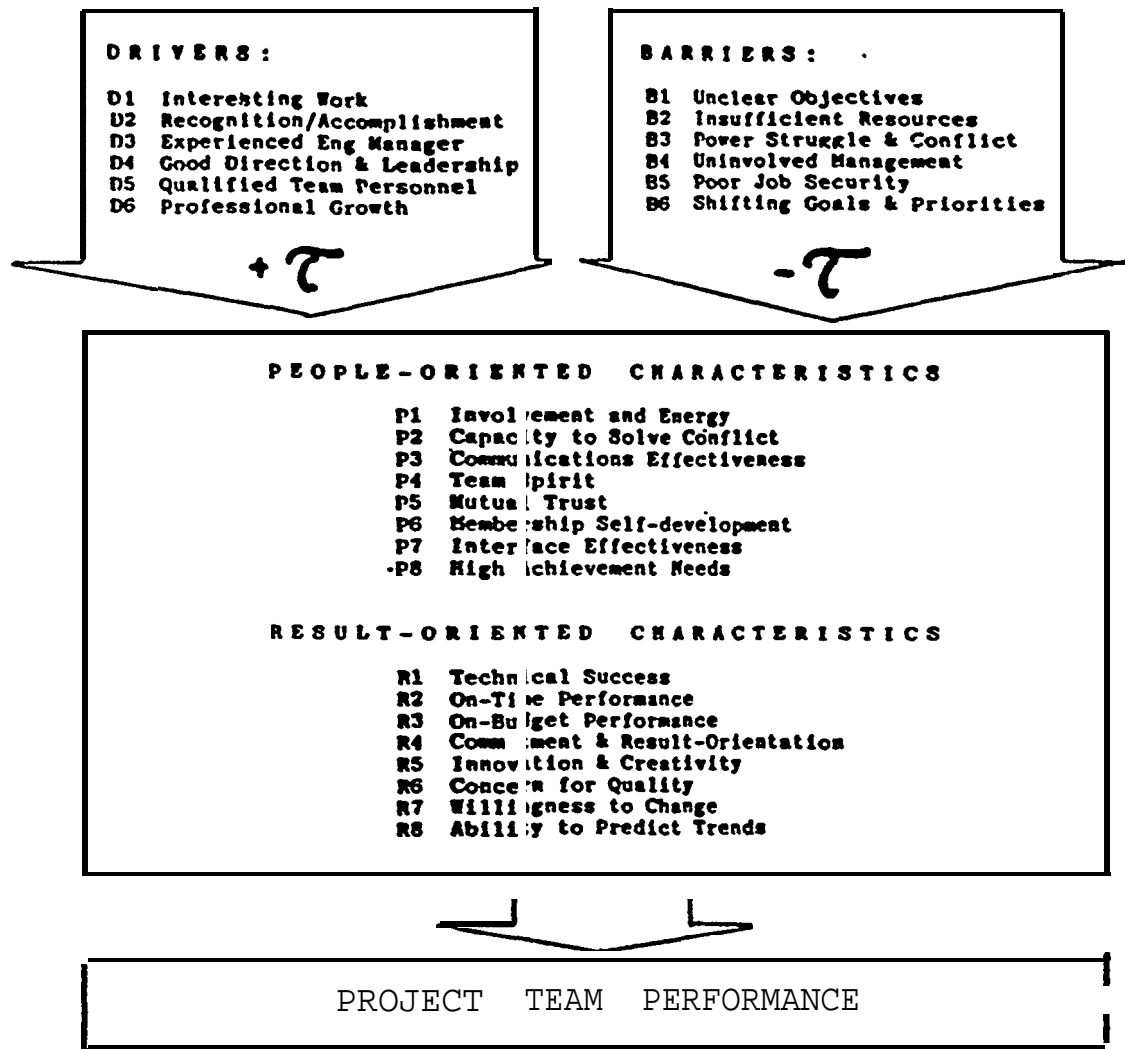 DRIVERS:
D1 Interesting Work
D2 Recognition/Accomplishment
D3 Experienced Eng Manager
D4 Good Direction & Leadership
D5 Qualified Team Personnel
D6 Professional Growth
+ τ
BARRIERS:
B1 Unclear Objectives
B2 Insufficient Resources
B3 Power Struggle & Conflict
B4 Uninvolved Management
B5 Poor Job Security
B6 Shifting Goals & Priorities
- τ
PEOPLE-ORIENTED CHARACTERISTICS
P1 Involvement and Energy
P2 Capacity to Solve Conflict
P3 Communications Effectiveness
P4 Team Spirit
P5 Mutual Trust
P6 Membership Self-development
P7 Interface Effectiveness
P8 High Achievement Needs
RESULT-ORIENTED CHARACTERISTICS
R1 Technical Success
R2 On-Time Performance
R3 On-Budget Performance
R4 Commitment & Result-Orientation
R5 Innovation & Creativity
R6 Concern for Quality
R7 Willingness to Change
R8 Ability to Predict Trends
PROJECT TEAM PERFORMANCE